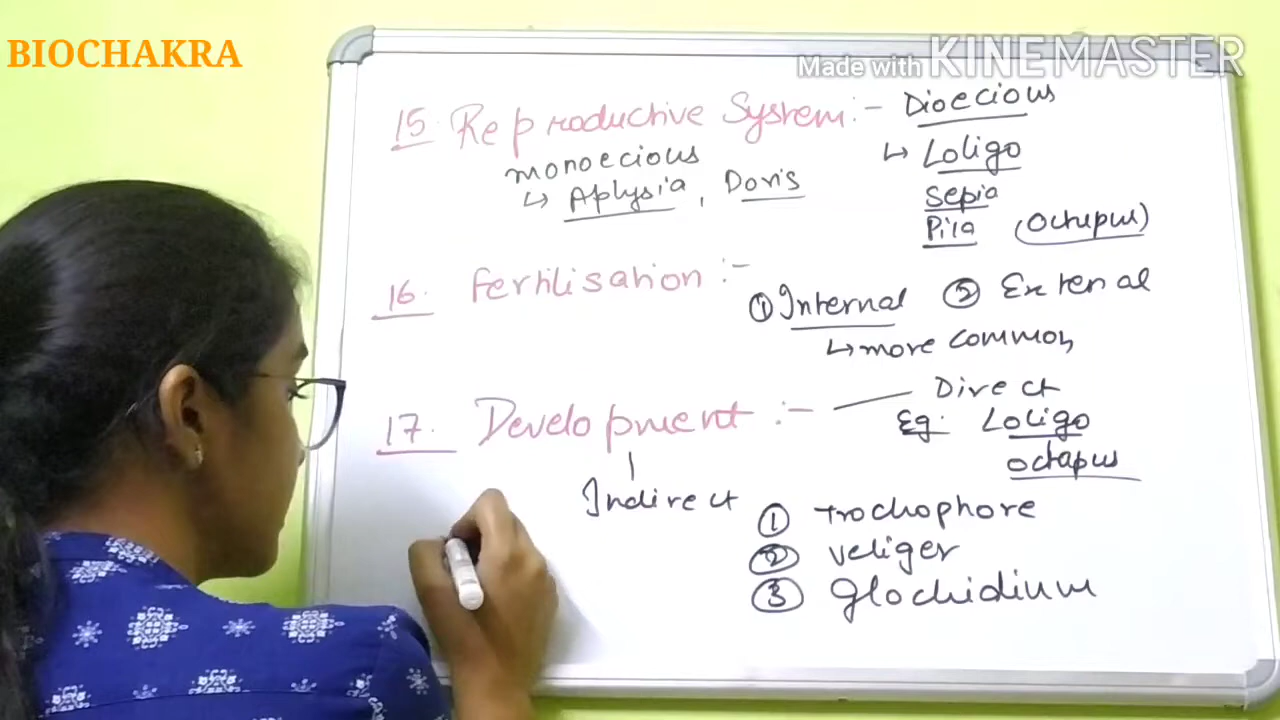 BIOCHAKRA
Made with KINEMASTER
15. Reproductive System :- Dioecious
monoecious
↳ Aplysia, Doris
↳ Loligo
Sepia
Pila (Octupus)
16. Fertilisation :-
① Internal ② External
↳ more common
17. Development :- Direct
Eg: Loligo
octapus
Indirect
① Trochophore
② veliger
③ Glochidium